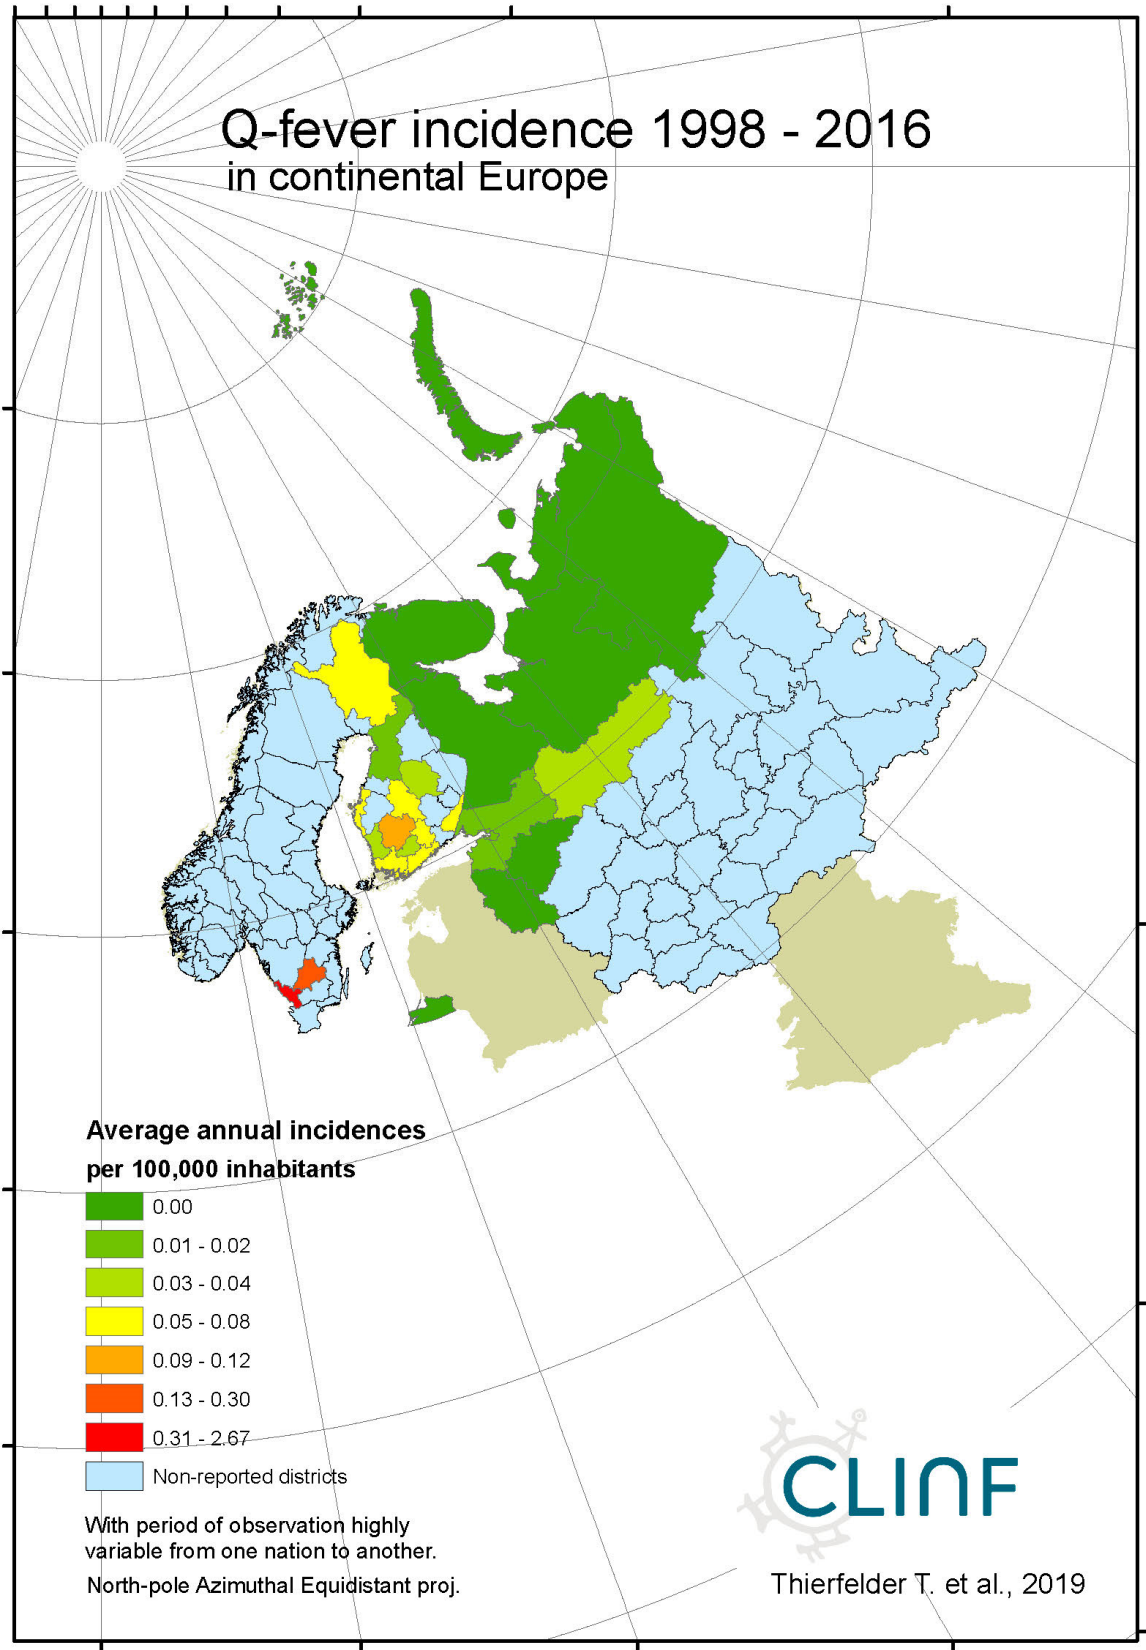 Q-fever incidence 1998 - 2016
in continental Europe
Average annual incidences
per 100,000 inhabitants
0.00
0.01 - 0.02
0.03 - 0.04
0.05 - 0.08
0.09 - 0.12
0.13 - 0.30
0.31 - 2.67
Non-reported districts
With period of observation highly
variable from one nation to another.
North-pole Azimuthal Equidistant proj.
CLINF
Thierfelder T. et al., 2019